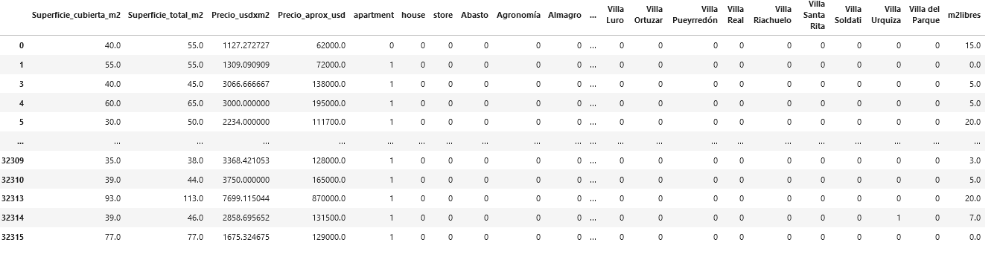 Superficie_cubierta_m2 Superficie_total_m2 Precio_usdxm2 Precio_aprox_usd apartment house store Abasto Agronomía Almagro ... Villa Luro Villa Ortuzar Villa Pueyrredón Villa Real Villa Riachuelo Villa Santa Rita Villa Soldati Villa Urquiza Villa del Parque m2libres
0 40.0 55.0 1127.272727 62000.0 0 0 0 0 0 0 ... 0 0 0 0 0 0 0 0 0 15.0
1 55.0 55.0 1309.090909 72000.0 1 0 0 0 0 0 ... 0 0 0 0 0 0 0 0 0 0.0
3 40.0 45.0 3066.666667 138000.0 1 0 0 0 0 0 ... 0 0 0 0 0 0 0 0 0 5.0
4 60.0 65.0 3000.000000 195000.0 1 0 0 0 0 0 ... 0 0 0 0 0 0 0 0 0 5.0
5 30.0 50.0 2234.000000 111700.0 1 0 0 0 0 0 ... 0 0 0 0 0 0 0 0 0 20.0
... ... ... ... ... ... ... ... ... ... ... ... ... ... ... ... ... ... ... ... ... ...
32309 35.0 38.0 3368.421053 128000.0 1 0 0 0 0 0 ... 0 0 0 0 0 0 0 0 0 3.0
32310 39.0 44.0 3750.000000 165000.0 1 0 0 0 0 0 ... 0 0 0 0 0 0 0 0 0 5.0
32313 93.0 113.0 7699.115044 870000.0 1 0 0 0 0 0 ... 0 0 0 0 0 0 0 0 0 20.0
32314 39.0 46.0 2858.695652 131500.0 1 0 0 0 0 0 ... 0 0 0 0 0 0 0 1 0 7.0
32315 77.0 77.0 1675.324675 129000.0 1 0 0 0 0 0 ... 0 0 0 0 0 0 0 0 0 0.0